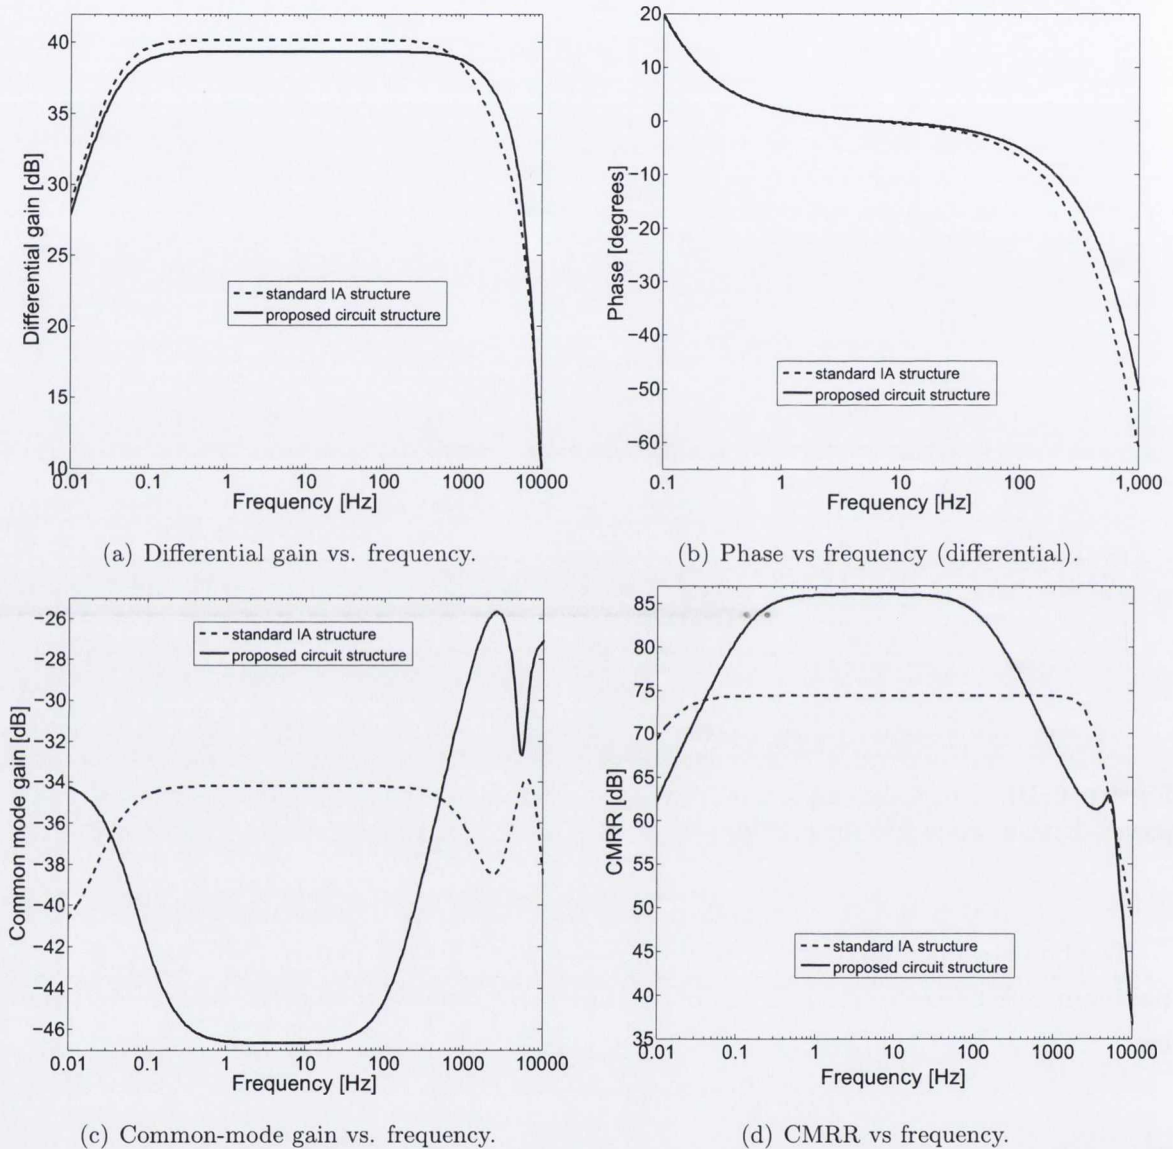 40
35
30
25
20
15
10
Differential gain [dB]
standard IA structure
proposed circuit structure
0.01 0.1 1 10 100 1000 10000
Frequency [Hz]
(a) Differential gain vs. frequency.
20
10
0
−10
−20
−30
−40
−50
−60
Phase [degrees]
standard IA structure
proposed circuit structure
0.1 1 10 100 1,000
Frequency [Hz]
(b) Phase vs frequency (differential).
−26
−28
−30
−32
−34
−36
−38
−40
−42
−44
−46
Common mode gain [dB]
standard IA structure
proposed circuit structure
0.01 0.1 1 10 100 1000 10000
Frequency [Hz]
(c) Common-mode gain vs. frequency.
85
80
75
70
65
60
55
50
45
40
35
CMRR [dB]
standard IA structure
proposed circuit structure
0.01 0.1 1 10 100 1000 10000
Frequency [Hz]
(d) CMRR vs frequency.